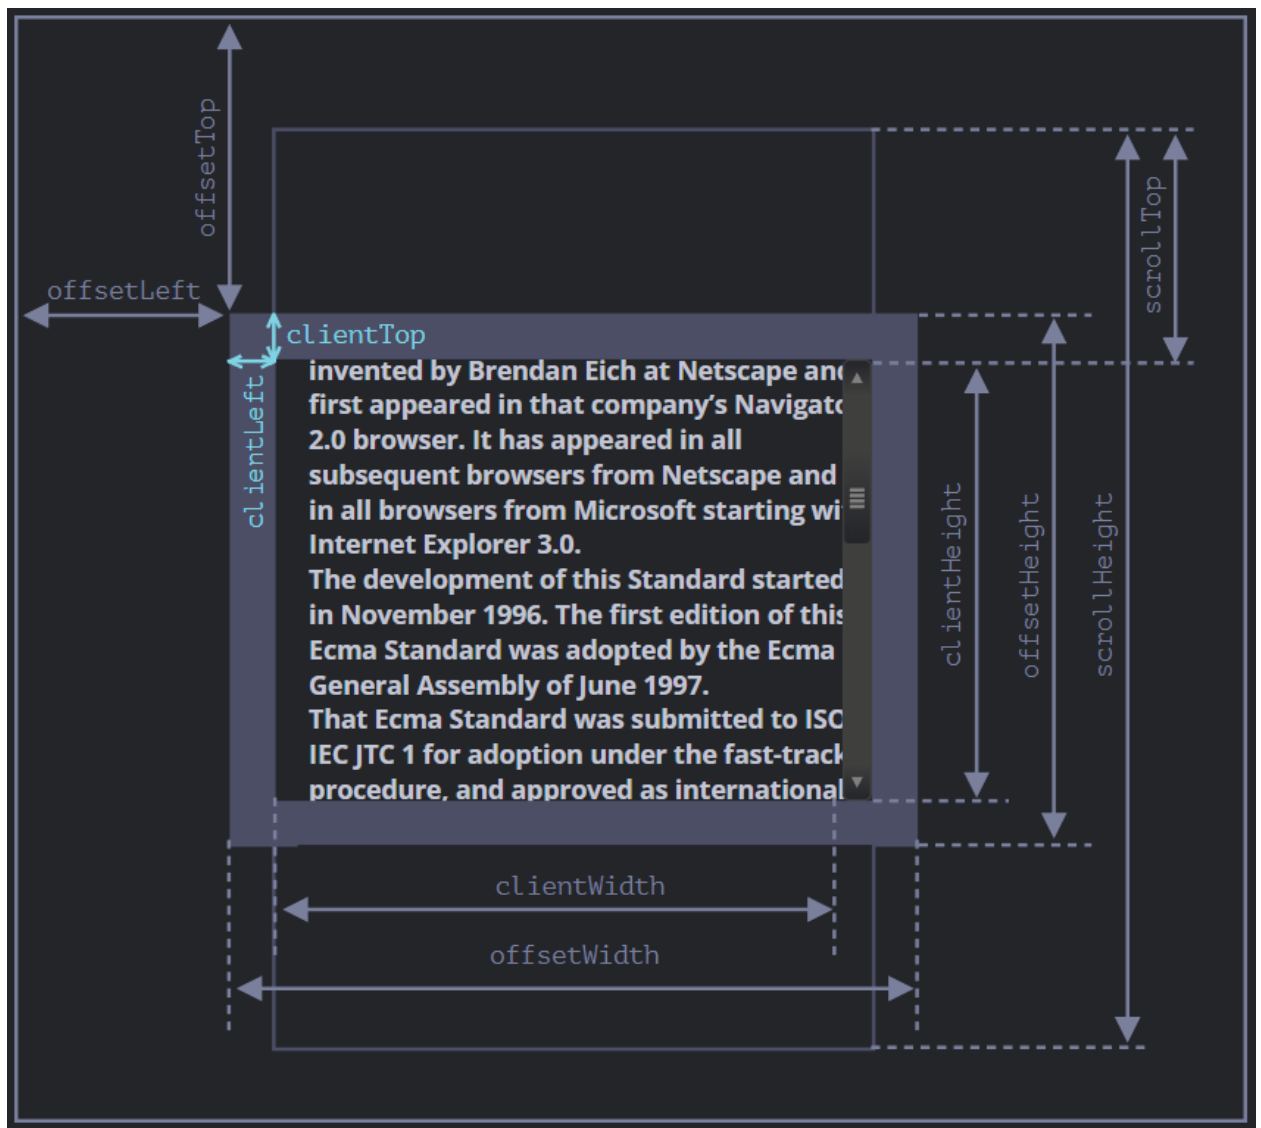 offsetTop
offsetLeft
clientTop
clientLeft
invented by Brendan Eich at Netscape and
first appeared in that company’s Navigato
2.0 browser. It has appeared in all
subsequent browsers from Netscape and
in all browsers from Microsoft starting wi
Internet Explorer 3.0.
The development of this Standard started
in November 1996. The first edition of this
Ecma Standard was adopted by the Ecma
General Assembly of June 1997.
That Ecma Standard was submitted to ISO
IEC JTC 1 for adoption under the fast-track
procedure, and approved as international
scrollTop
clientHeight
offsetHeight
scrollHeight
clientWidth
offsetWidth